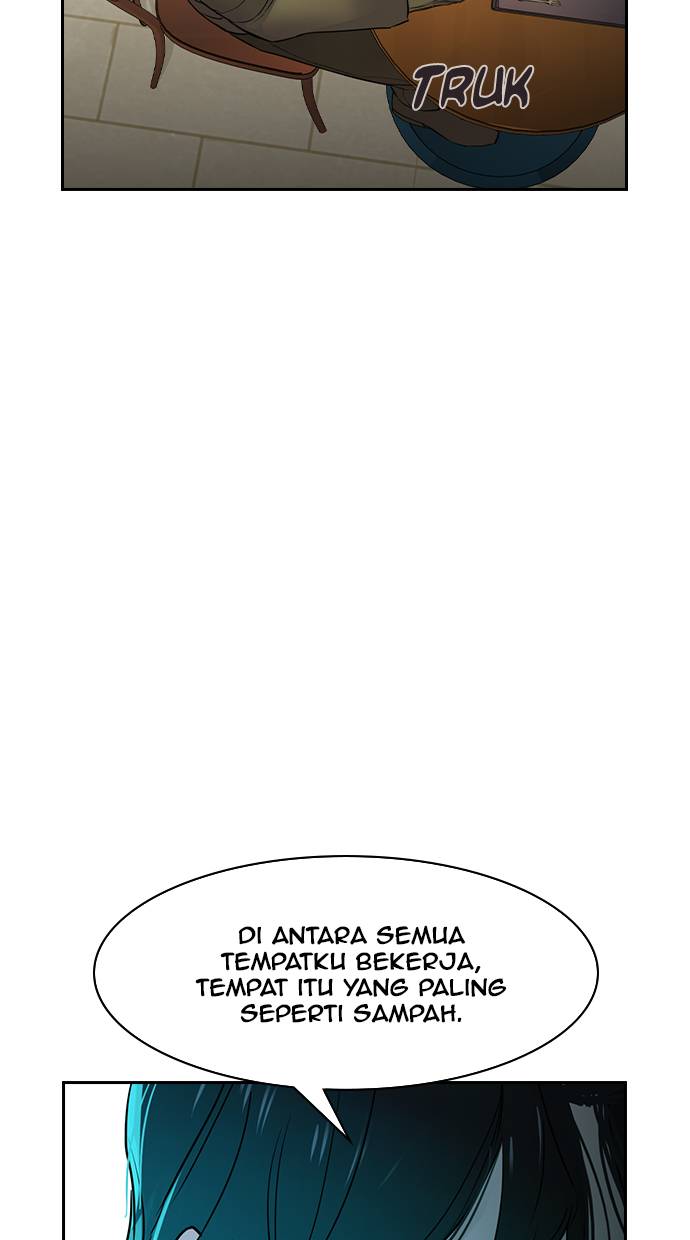 TRUK
DI ANTARA SEMUA
TEMPATKU BEKERJA,
TEMPAT ITU YANG PALING
SEPERTI SAMPAH.